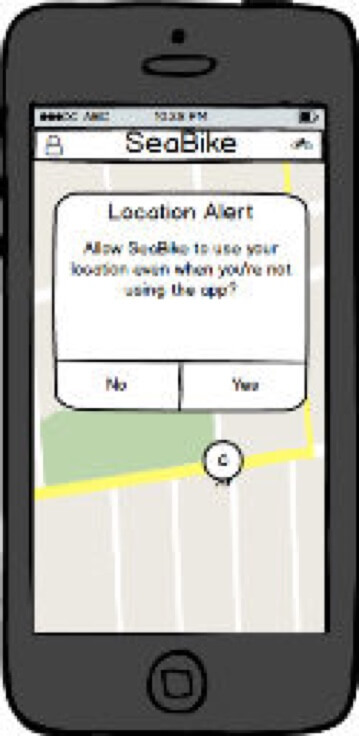 ABC 10:25 PM
SeaBike
Location Alert
Allow SeaBike to use your
location even when you're not
using the app?
No Yes
C